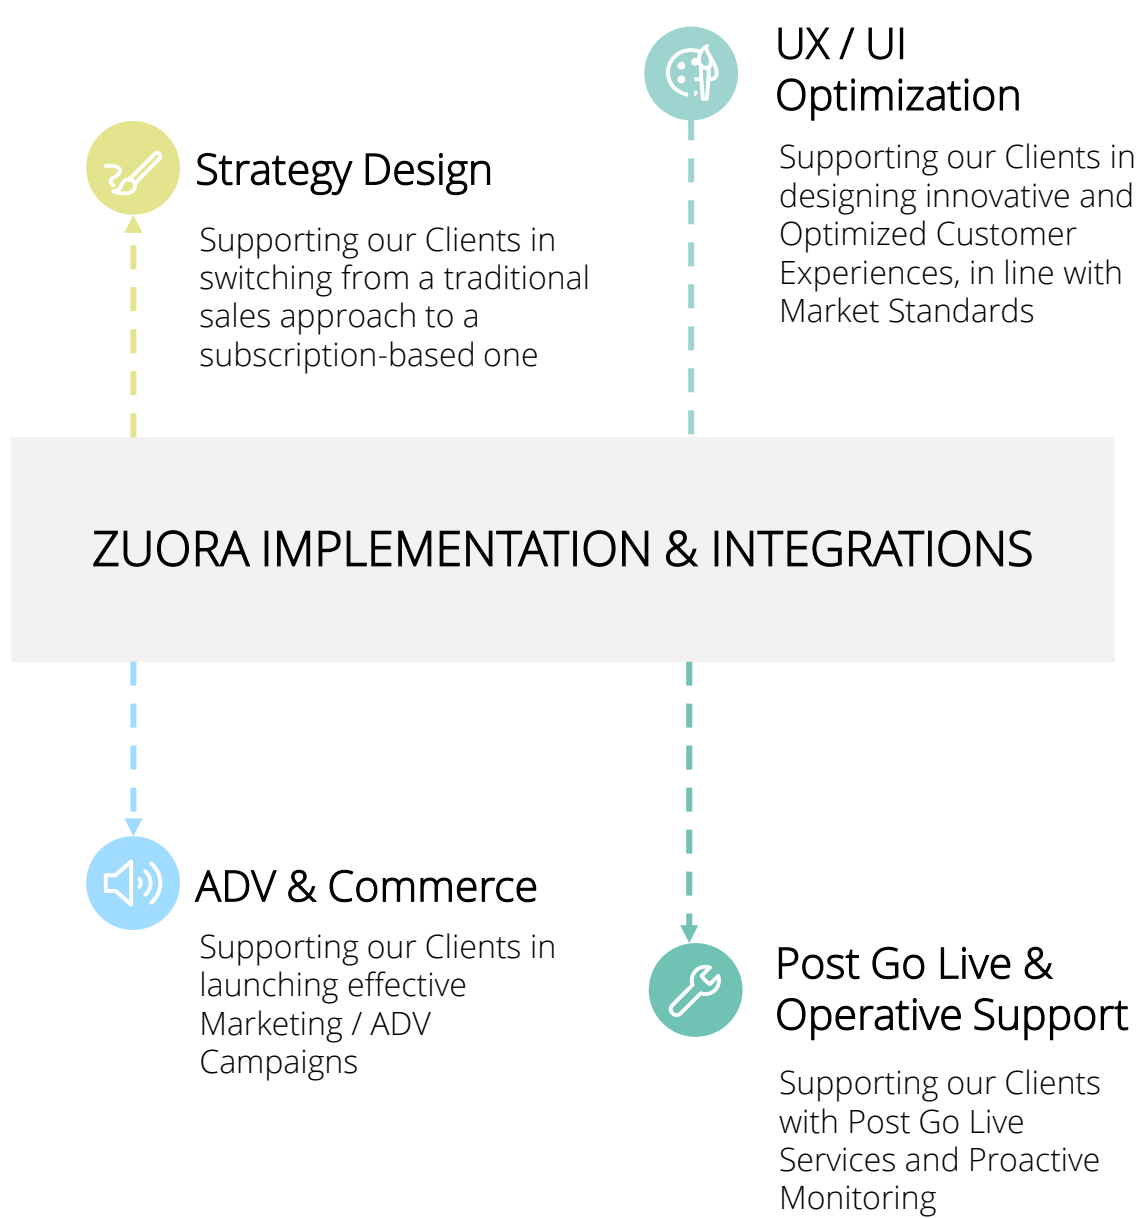 Strategy Design
Supporting our Clients in
switching from a traditional
sales approach to a
subscription-based one
UX / UI
Optimization
Supporting our Clients in
designing innovative and
Optimized Customer
Experiences, in line with
Market Standards
ZUORA IMPLEMENTATION & INTEGRATIONS
ADV & Commerce
Supporting our Clients in
launching effective
Marketing / ADV
Campaigns
Post Go Live &
Operative Support
Supporting our Clients
with Post Go Live
Services and Proactive
Monitoring